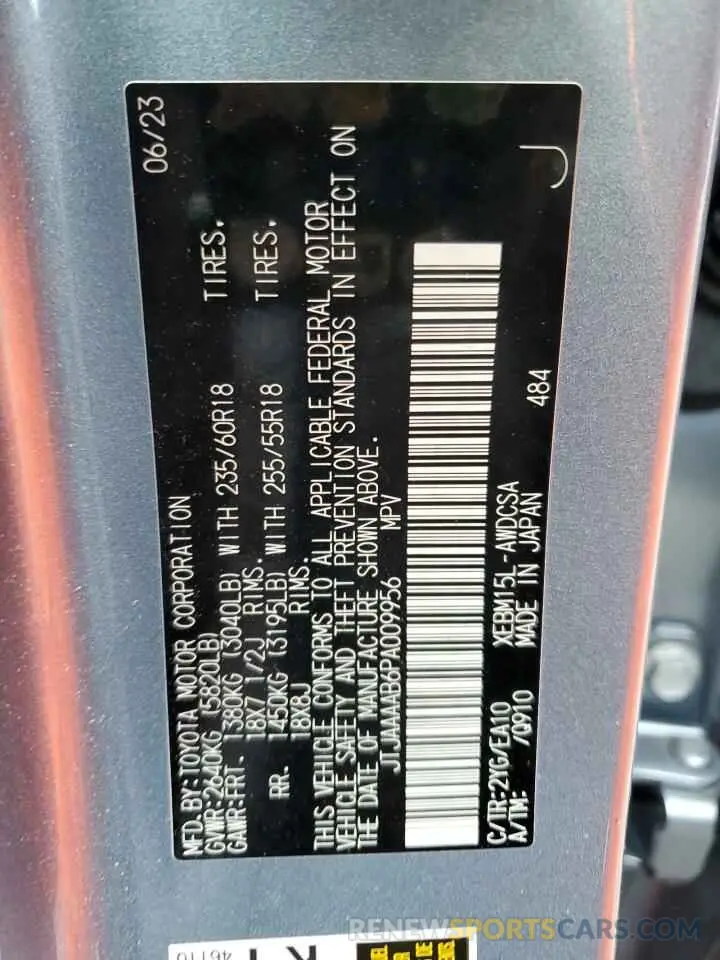 MFD.BY:TOYOTA MOTOR CORPORATION 06/23
GVWR:2640KG (5820LB)
GAWR:FRT. 1380KG (3040LB) WITH 235/60R18 TIRES.
18X7 1/2J RIMS.
RR. 1450KG (3195LB) WITH 255/55R18 TIRES.
18X8J RIMS.
THIS VEHICLE CONFORMS TO ALL APPLICABLE FEDERAL MOTOR
VEHICLE SAFETY AND THEFT PREVENTION STANDARDS IN EFFECT ON
THE DATE OF MANUFACTURE SHOWN ABOVE.
JTJAAAAB6PA009956 MPV
C/TR:2YG/EA10 XEBM15L-AWDCSA
A/TM: /Q910 MADE IN JAPAN 484 J
46110
RENEWSPORTSCARS.COM